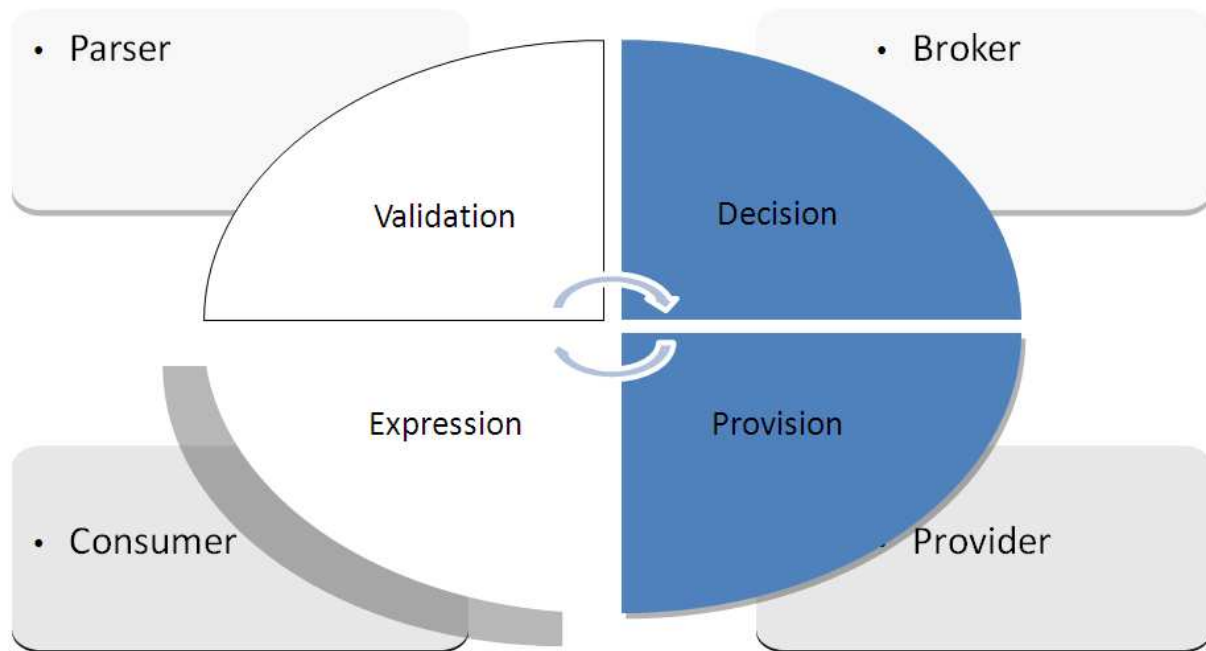 • Parser
• Broker
Validation
Decision
Expression
Provision
• Consumer
• Provider